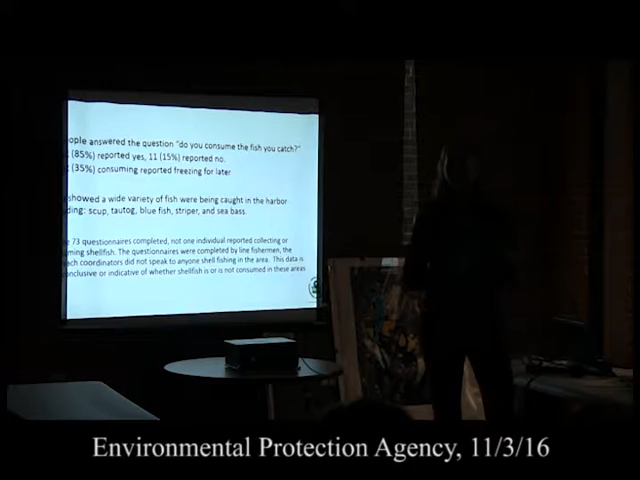 ople answered the question "do you consume the fish you catch?"
(85%) reported yes, 11 (15%) reported no.
(35%) consuming reported freezing for later
showed a wide variety of fish were being caught in the harbor
ding: scup, tautog, blue fish, striper, and sea bass.
73 questionnaires completed, not one individual reported collecting or
ming shellfish. The questionnaires were completed by line fishermen, the
ech coordinators did not speak to anyone shell fishing in the area. This data is
onclusive or indicative of whether shellfish is or is not consumed in these areas
Environmental Protection Agency, 11/3/16